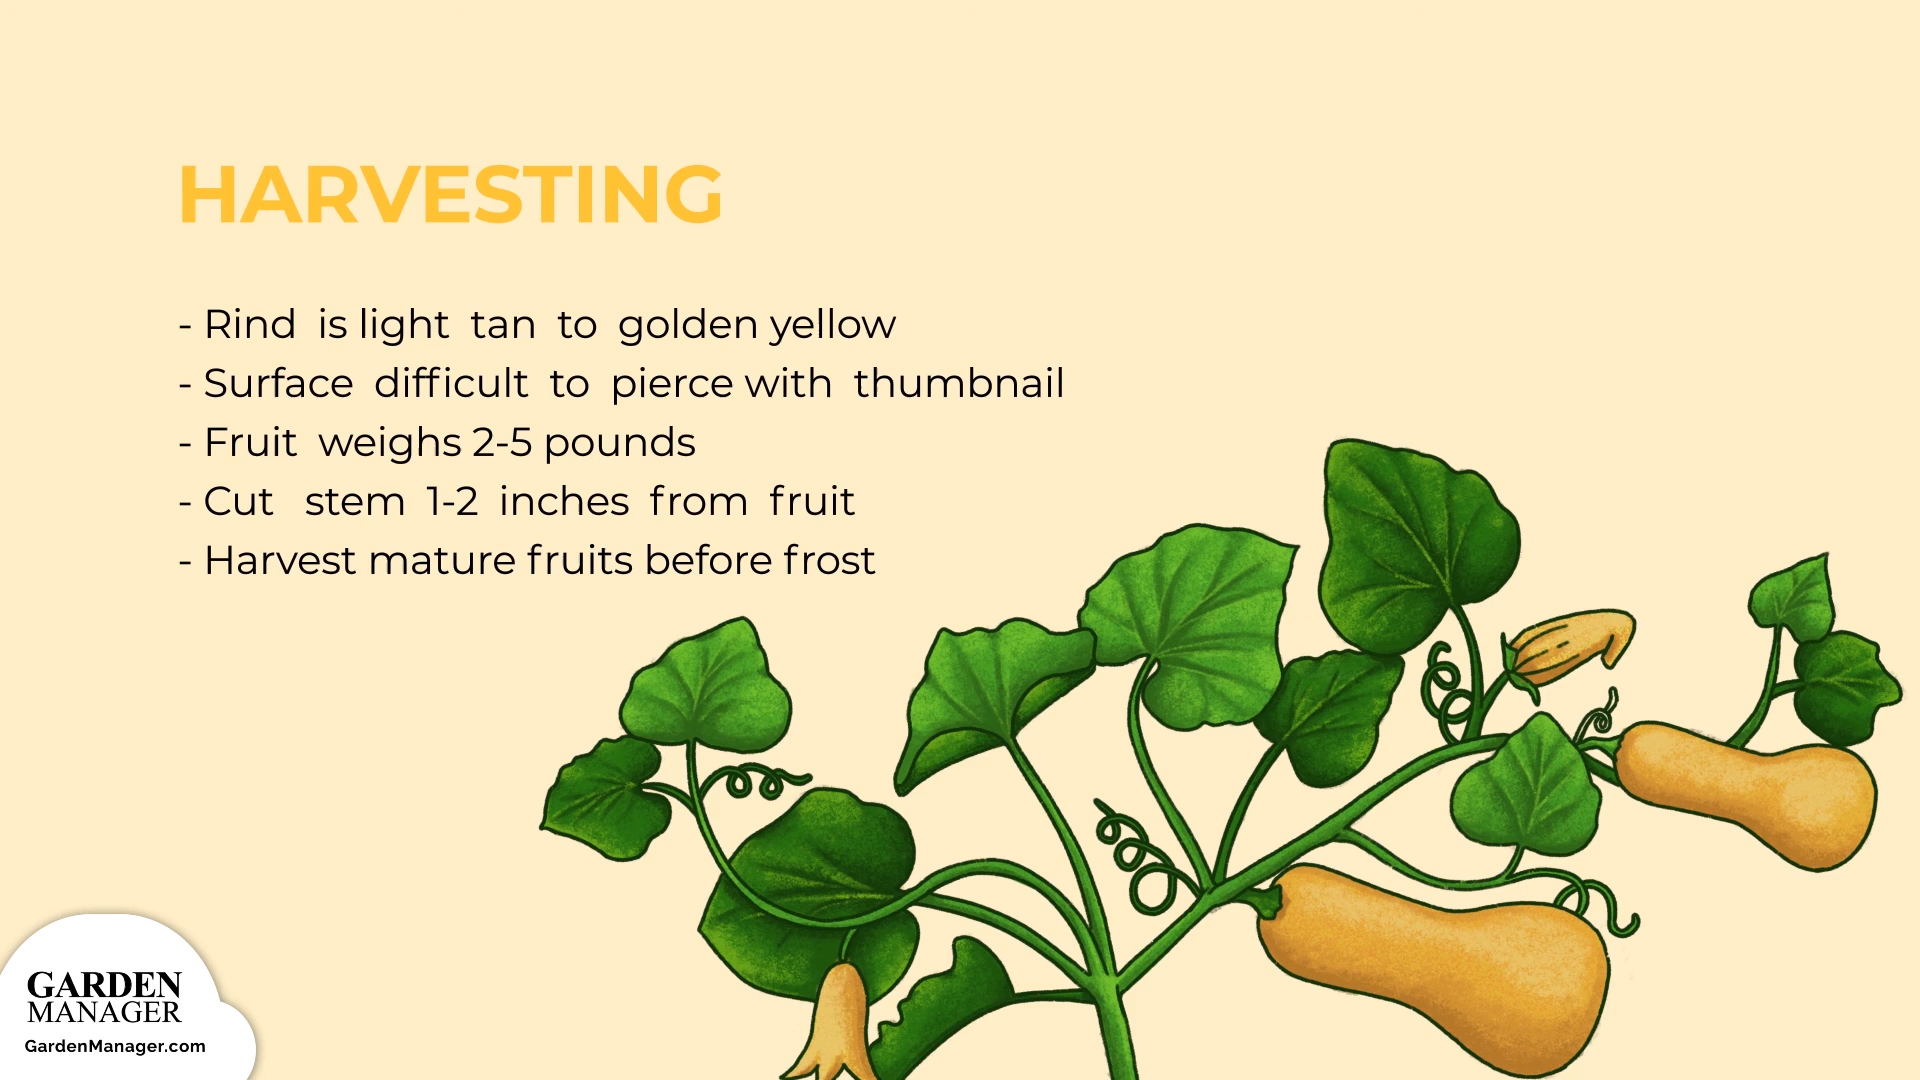 HARVESTING
- Rind is light tan to golden yellow
- Surface difficult to pierce with thumbnail
- Fruit weighs 2-5 pounds
- Cut stem 1-2 inches from fruit
- Harvest mature fruits before frost
GARDEN
MANAGER
GardenManager.com